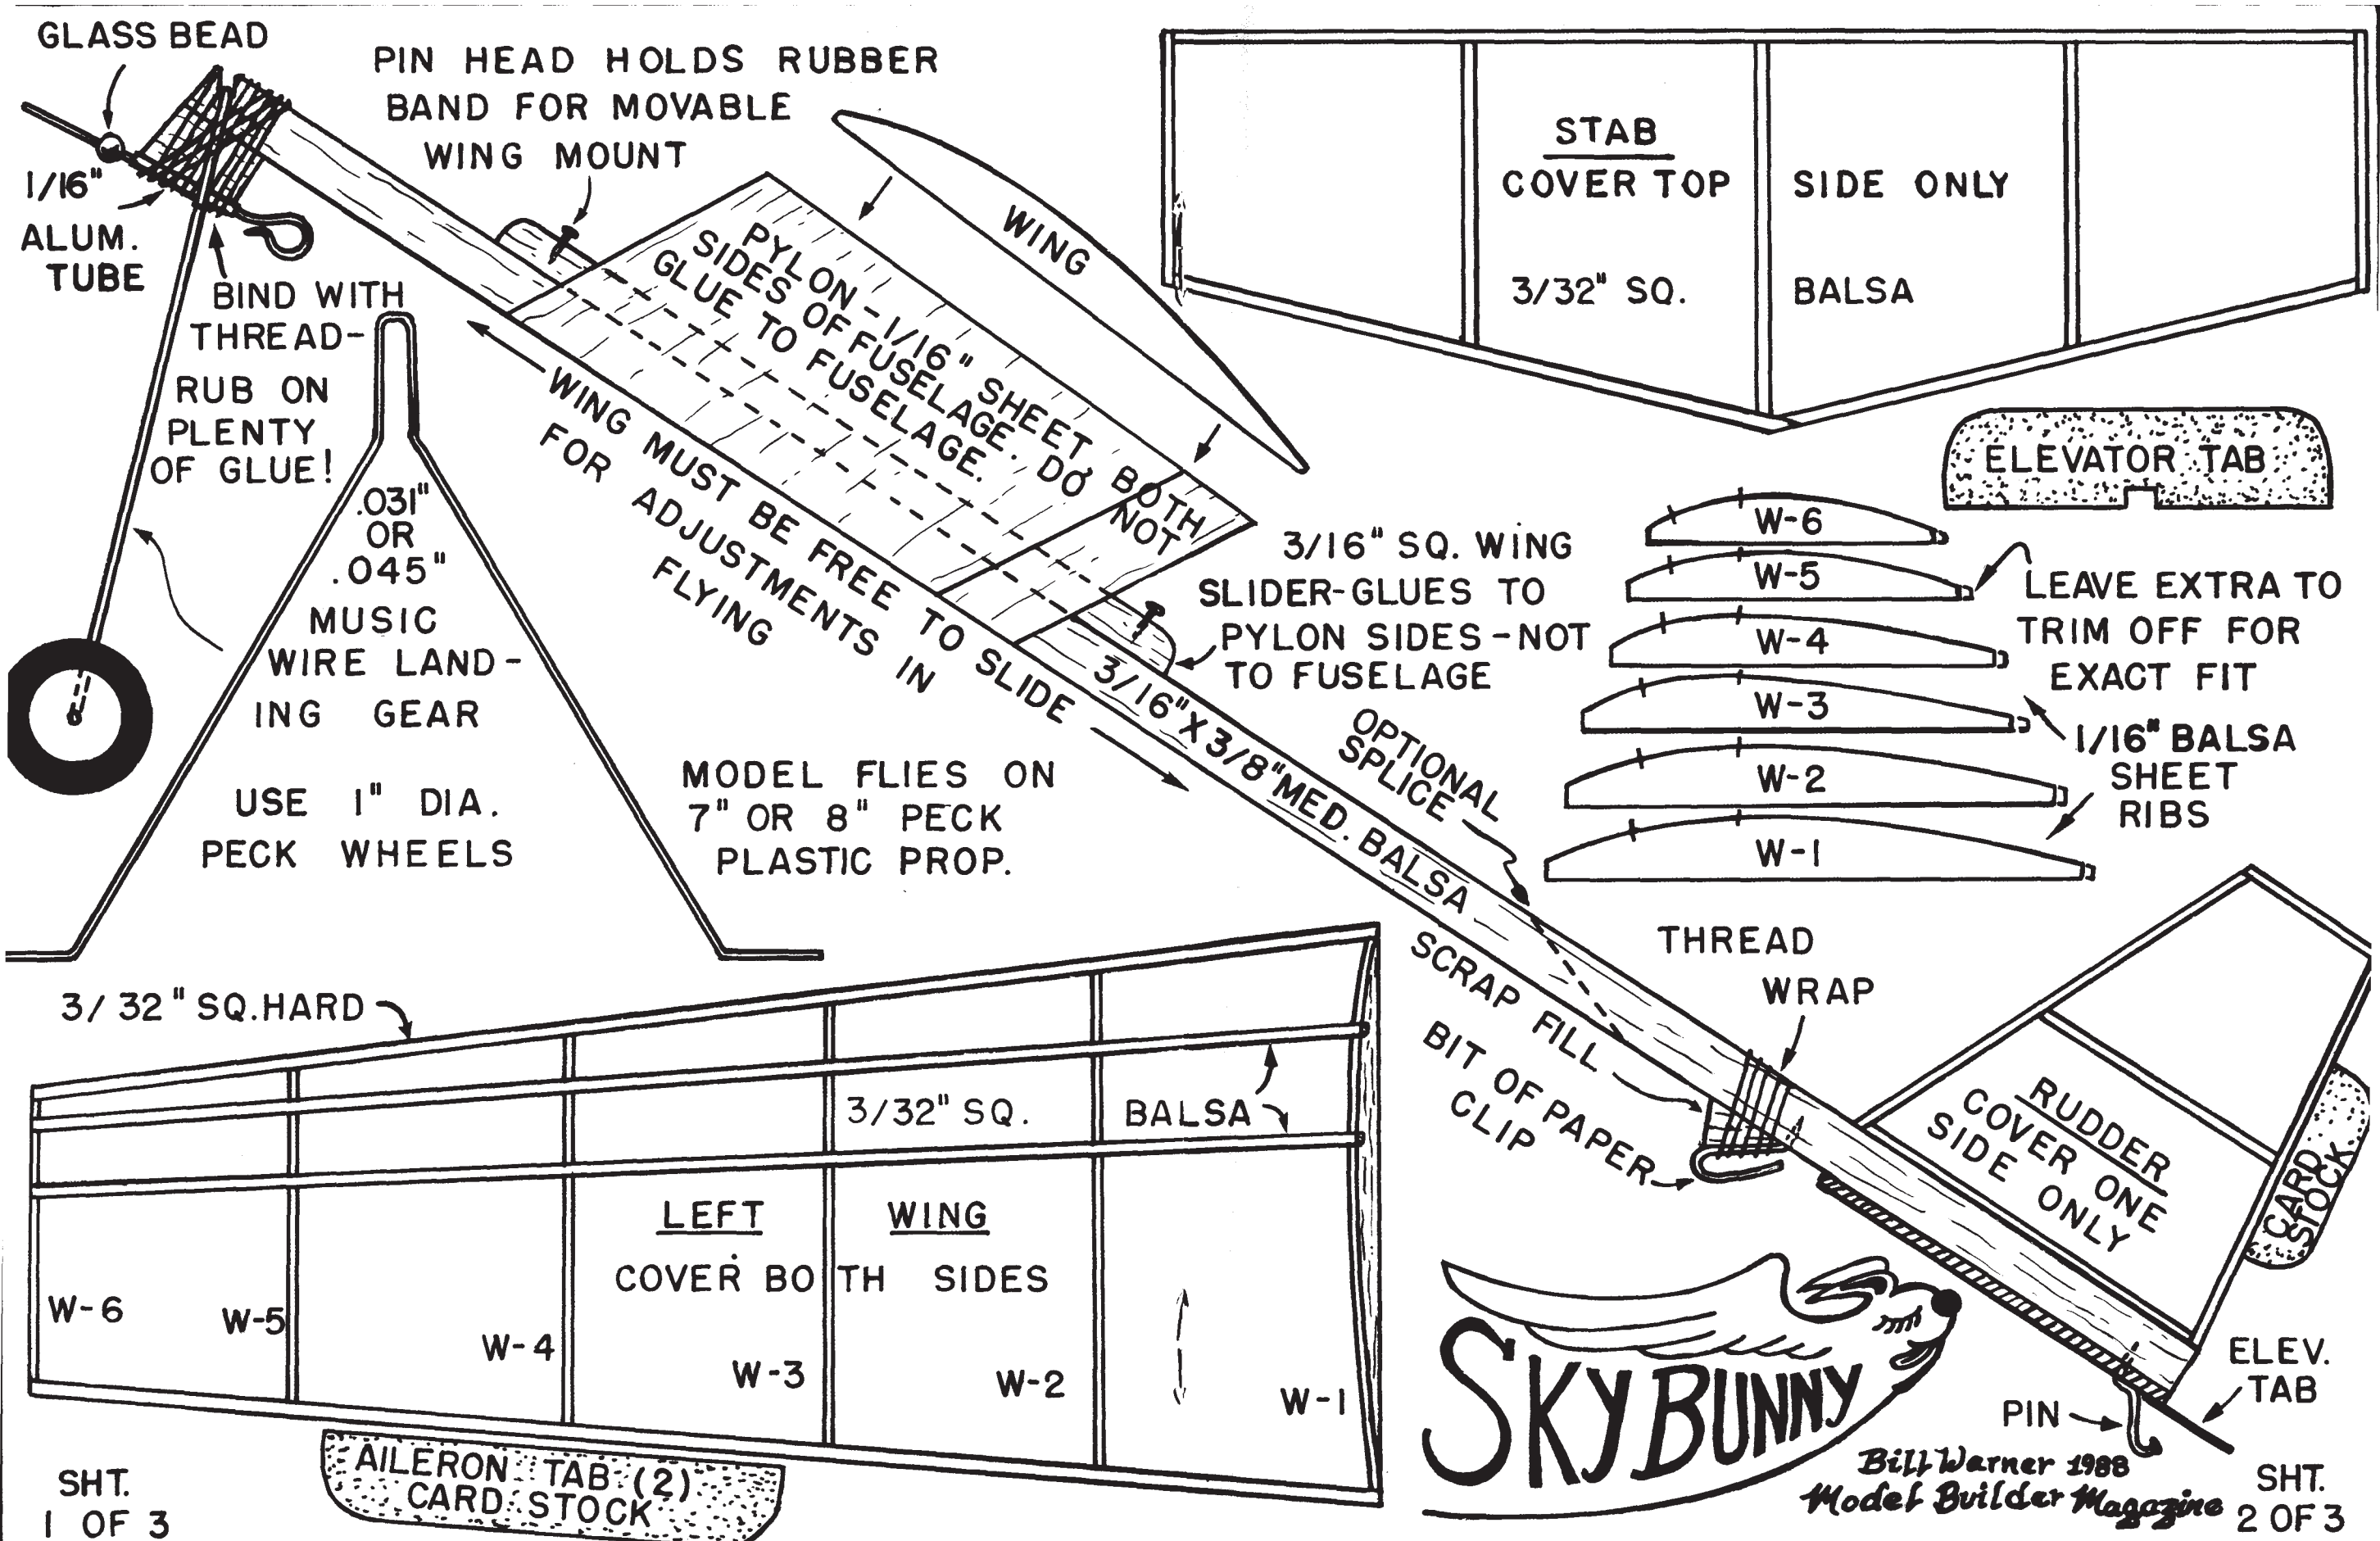 GLASS BEAD
1/16"
ALUM.
TUBE
PIN HEAD HOLDS RUBBER
BAND FOR MOVABLE
WING MOUNT
BIND WITH
THREAD-
RUB ON
PLENTY
OF GLUE!
.031"
OR
.045"
MUSIC
WIRE LAND-
ING GEAR
USE 1" DIA.
PECK WHEELS
PYLON-1/16" SHEET BOTH
SIDES OF FUSELAGE. DO NOT
GLUE TO FUSELAGE.
WING
WING MUST BE FREE TO SLIDE
FOR ADJUSTMENTS IN
FLYING
STAB
COVER TOP SIDE ONLY
3/32" SQ. BALSA
ELEVATOR TAB
W-6
W-5
W-4
W-3
W-2
W-1
LEAVE EXTRA TO
TRIM OFF FOR
EXACT FIT
1/16" BALSA
SHEET
RIBS
3/16" SQ. WING
SLIDER-GLUES TO
PYLON SIDES-NOT
TO FUSELAGE
3/16" X 3/8" MED. BALSA
OPTIONAL
SPLICE
MODEL FLIES ON
7" OR 8" PECK
PLASTIC PROP.
SCRAP FILL
BIT OF PAPER
CLIP
THREAD
WRAP
RUDDER
COVER ONE
SIDE ONLY
CARD
STOCK
ELEV.
TAB
PIN
3/32" SQ. HARD
3/32" SQ. BALSA
LEFT WING
COVER BOTH SIDES
W-6
W-5
W-4
W-3
W-2
W-1
AILERON TAB (2)
CARD STOCK
SHT.
1 OF 3
SKY BUNNY
Bill Warner 1988
Model Builder Magazine
SHT.
2 OF 3